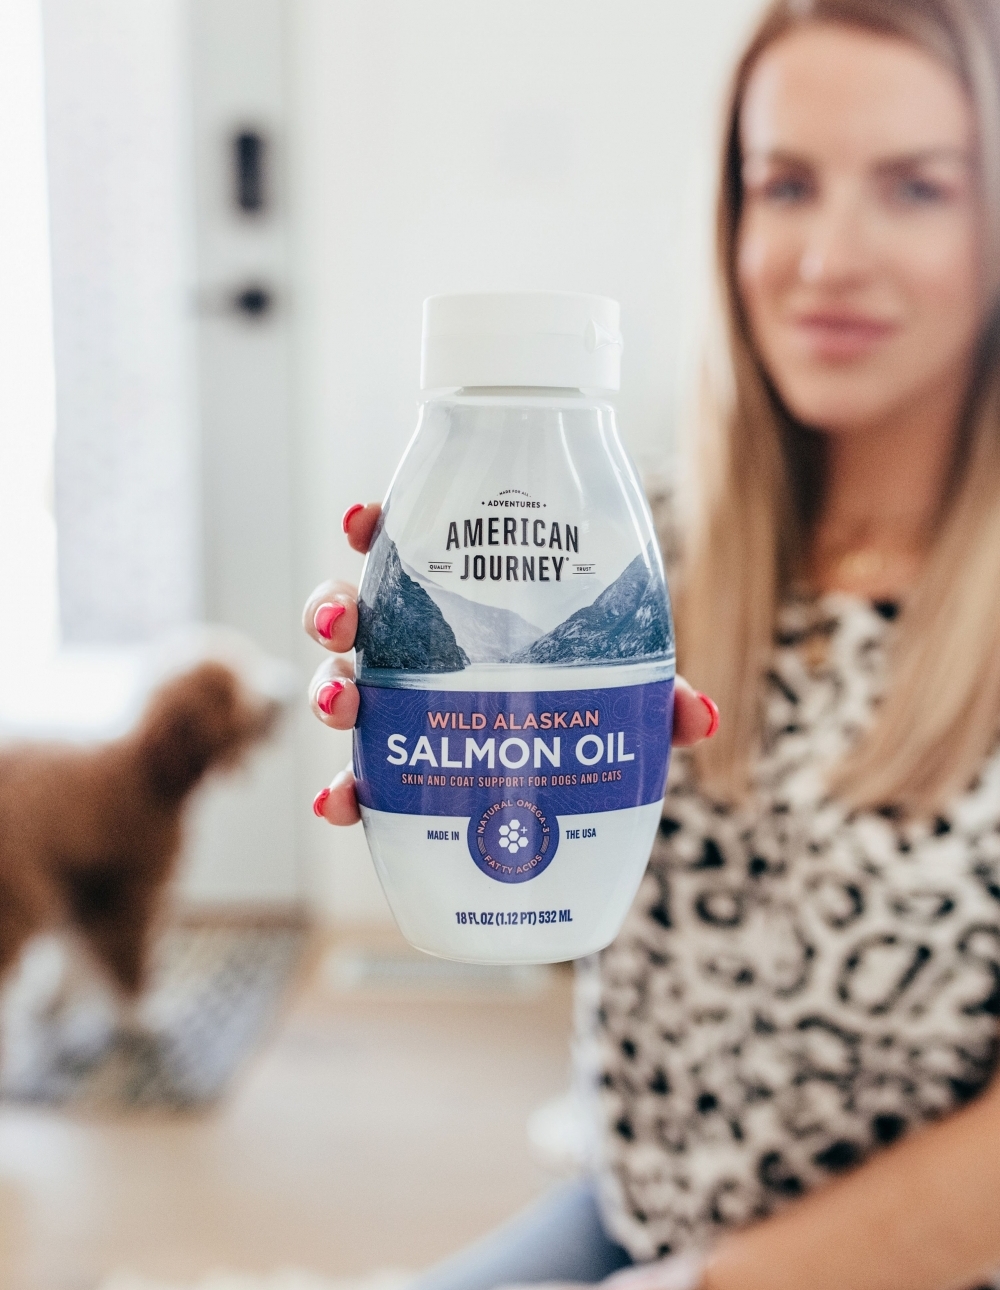 MADE FOR ALL
• ADVENTURES •
AMERICAN
QUALITY JOURNEY TRUST
WILD ALASKAN
SALMON OIL
SKIN AND COAT SUPPORT FOR DOGS AND CATS
NATURAL OMEGA-3
MADE IN THE USA
FATTY ACIDS
18 FL OZ (1.12 PT) 532 ML